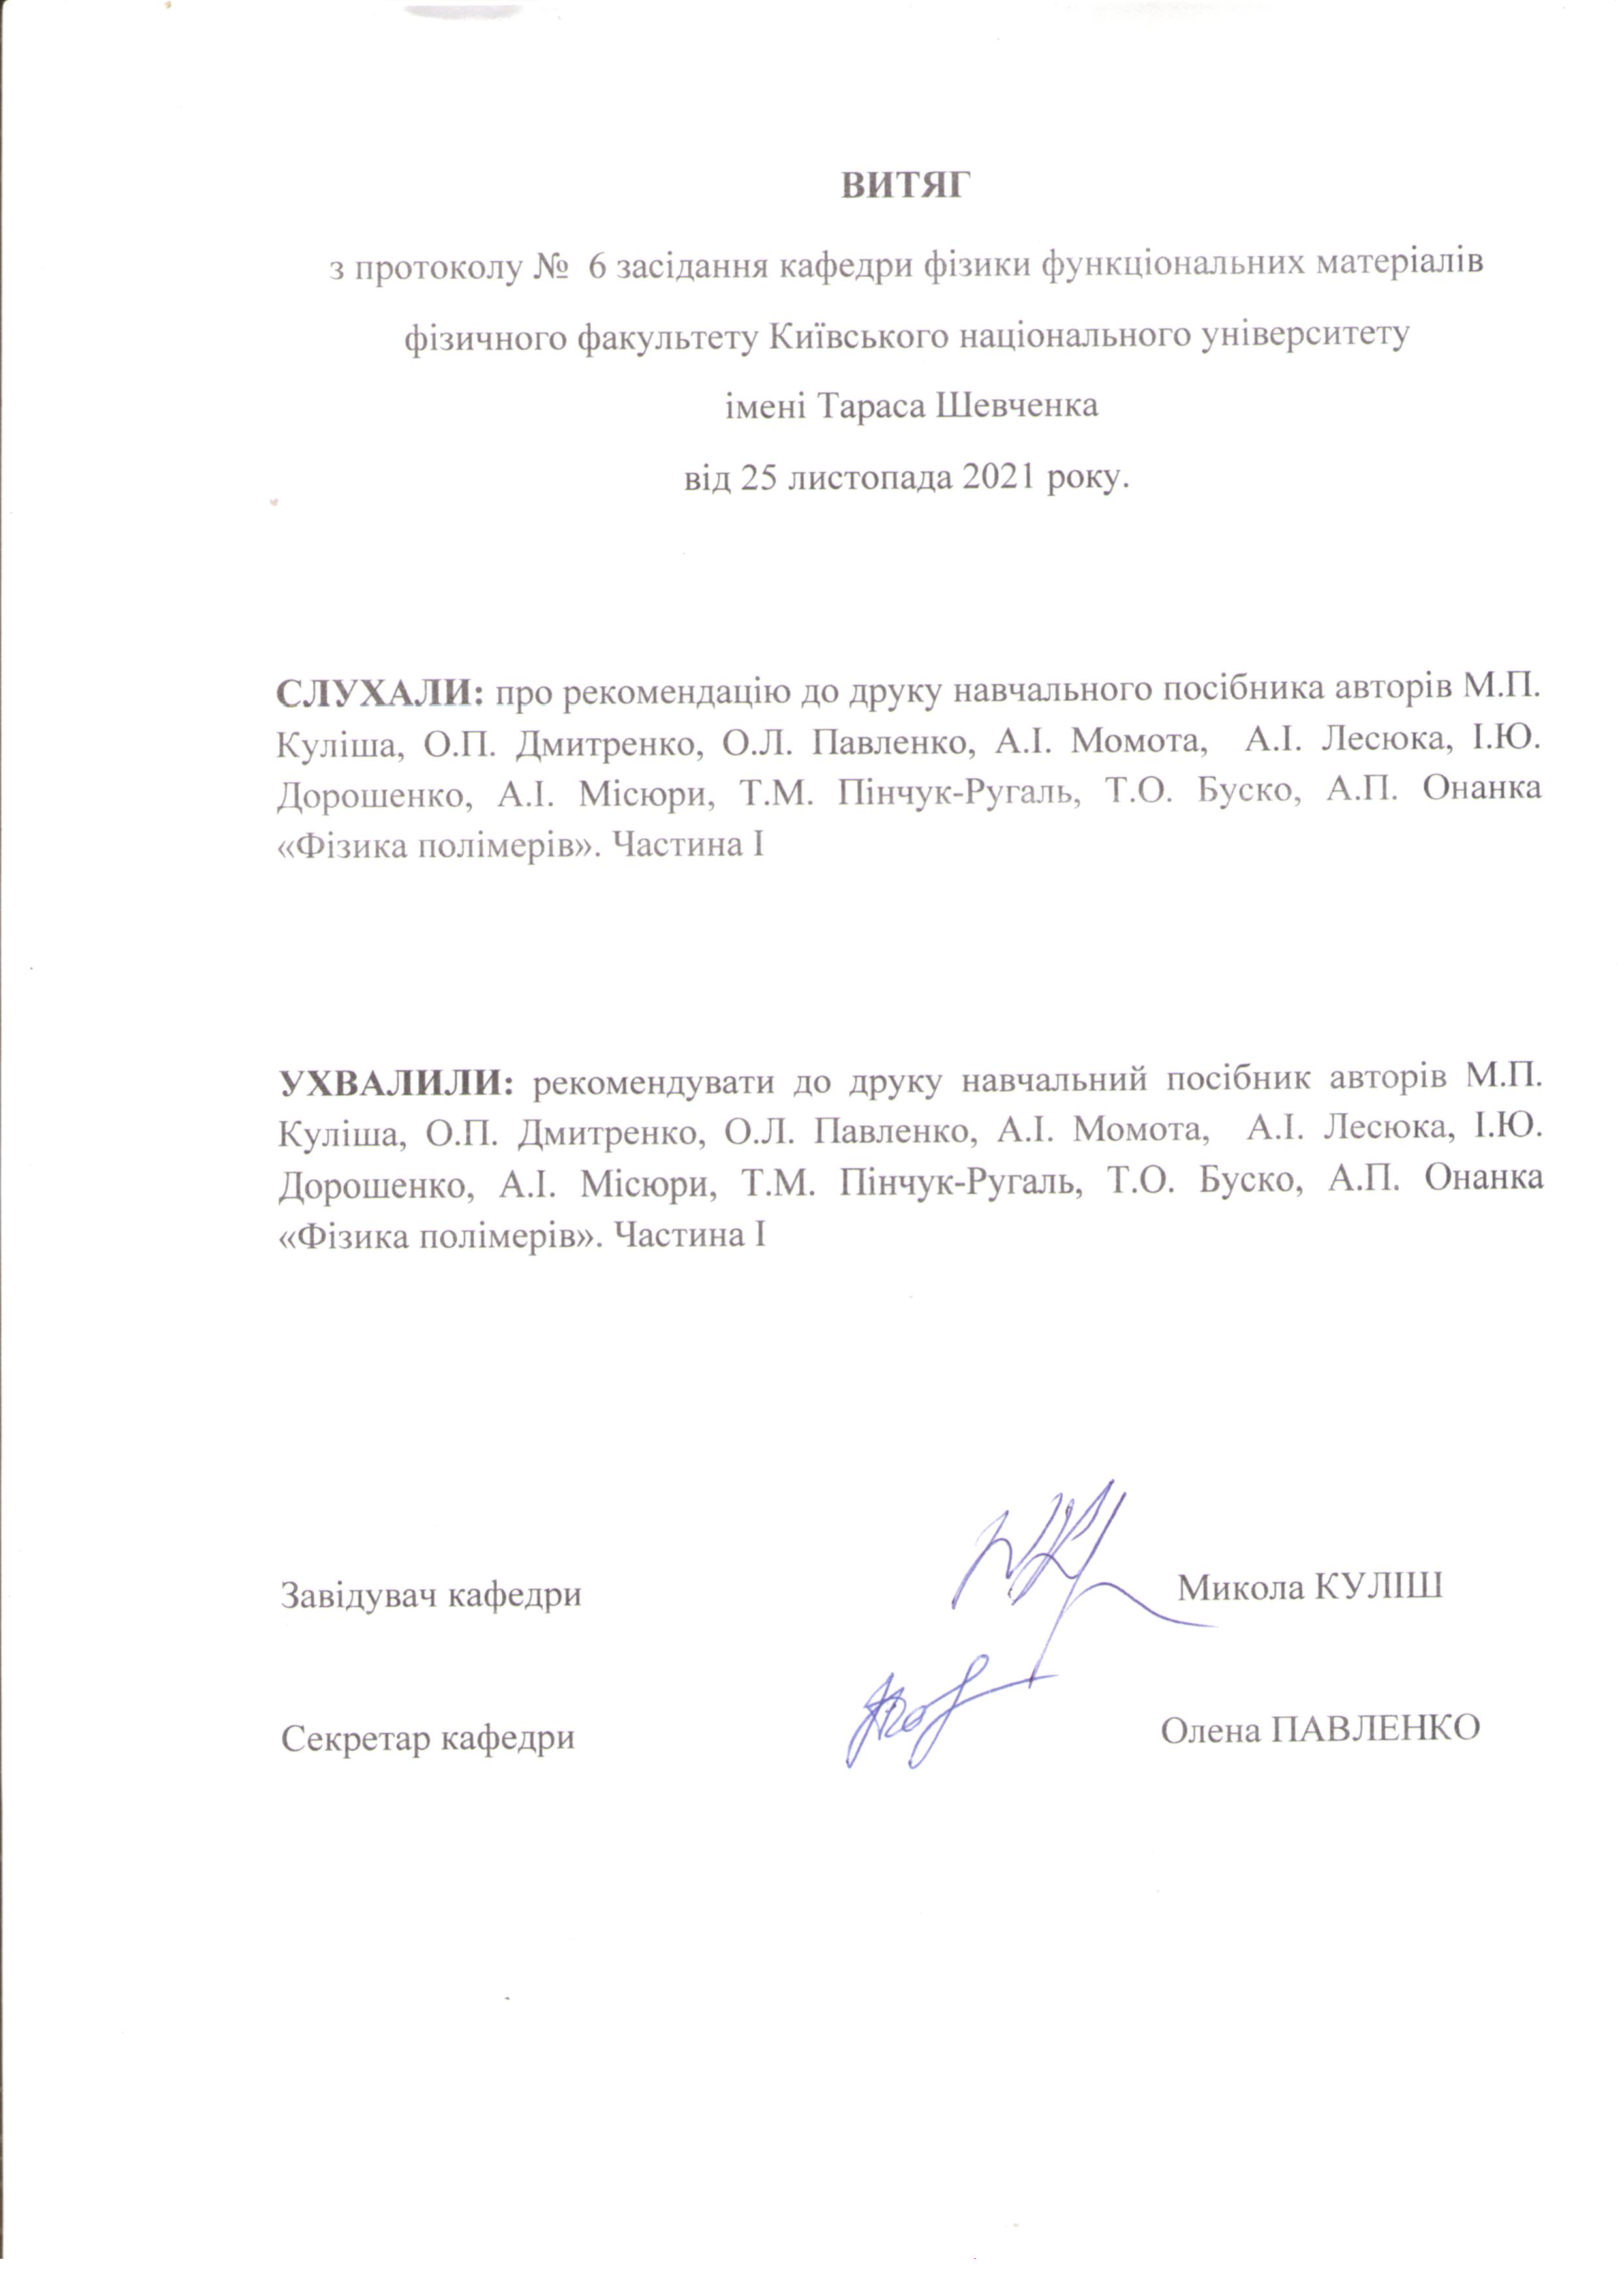 ВИТЯГ
з протоколу № 6 засідання кафедри фізики функціональних матеріалів
фізичного факультету Київського національного університету
імені Тараса Шевченка
від 25 листопада 2021 року.
СЛУХАЛИ: про рекомендацію до друку навчального посібника авторів М.П.
Куліша, О.П. Дмитренко, О.Л. Павленко, А.І. Момота, А.І. Лесюка, І.Ю.
Дорошенко, А.І. Місюри, Т.М. Пінчук-Ругаль, Т.О. Буско, А.П. Онанка
«Фізика полімерів». Частина І
УХВАЛИЛИ: рекомендувати до друку навчальний посібник авторів М.П.
Куліша, О.П. Дмитренко, О.Л. Павленко, А.І. Момота, А.І. Лесюка, І.Ю.
Дорошенко, А.І. Місюри, Т.М. Пінчук-Ругаль, Т.О. Буско, А.П. Онанка
«Фізика полімерів». Частина І
Завідувач кафедри Микола КУЛІШ
Секретар кафедри Олена ПАВЛЕНКО